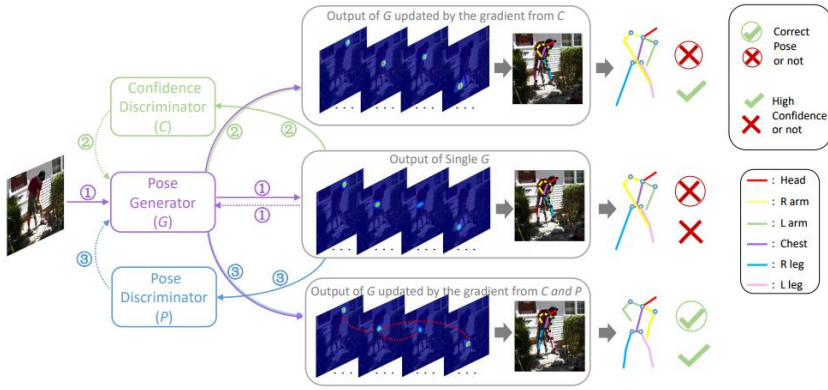 Output of G updated by the gradient from C
. . . .
. . . .
Correct
Pose
or not
High
Confidence
or not
Confidence
Discriminator
(C)
②
②
②
①
Pose
Generator
(G)
①
①
Output of Single G
. . . .
. . . .
③
③
③
Pose
Discriminator
(P)
Output of G updated by the gradient from C and P
. . . .
. . . .
: Head
: R arm
: L arm
: Chest
: R leg
: L leg